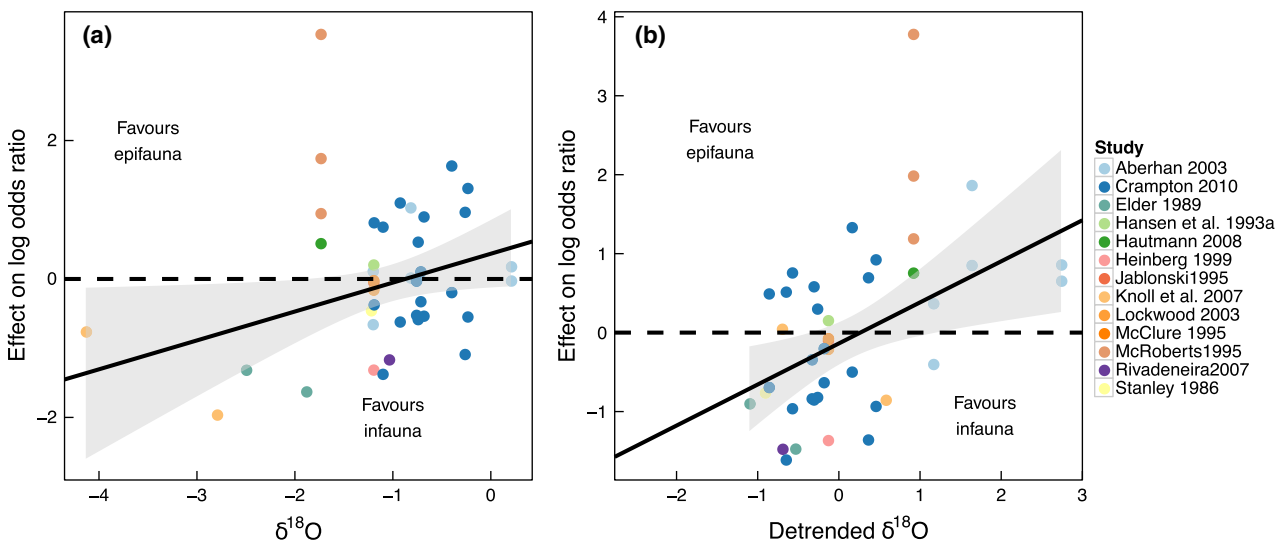 (a)
Favours
epifauna
Favours
infauna
Effect on log odds ratio
2
0
−2
−4
−3
−2
−1
0
δ18O
(b)
Favours
epifauna
Favours
infauna
Effect on log odds ratio
4
3
2
1
0
−1
−2
−1
0
1
2
3
Detrended δ18O
Study
Aberhan 2003
Crampton 2010
Elder 1989
Hansen et al. 1993a
Hautmann 2008
Heinberg 1999
Jablonski1995
Knoll et al. 2007
Lockwood 2003
McClure 1995
McRoberts1995
Rivadeneira2007
Stanley 1986